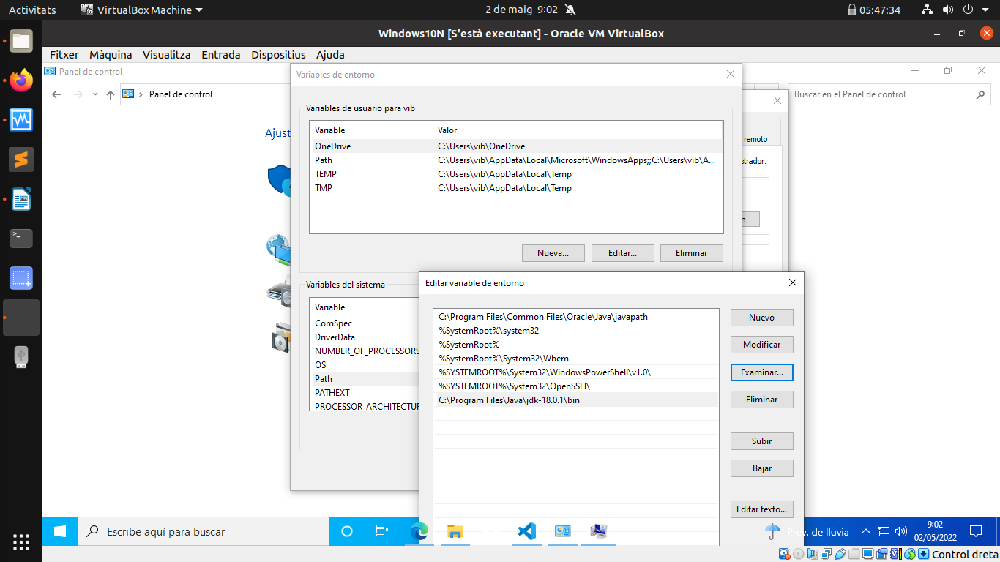 Activitats
VirtualBox Machine
2 de maig 9:02
05:47:34
Windows10N [S'està executant] - Oracle VM VirtualBox
Fitxer Màquina Visualitza Entrada Dispositius Ajuda
Panel de control
Panel de control
Buscar en el Panel de control
Ajust
Variables de entorno
Variables de usuario para vib
Variable Valor
OneDrive C:\Users\vib\OneDrive
Path C:\Users\vib\AppData\Local\Microsoft\WindowsApps;;C:\Users\vib\A...
TEMP C:\Users\vib\AppData\Local\Temp
TMP C:\Users\vib\AppData\Local\Temp
Nueva... Editar... Eliminar
remoto
strador.
n...
Variables del sistema
Variable
ComSpec
DriverData
NUMBER_OF_PROCESSORS
OS
Path
PATHEXT
PROCESSOR_ARCHITECTUR
Editar variable de entorno
C:\Program Files\Common Files\Oracle\Java\javapath
%SystemRoot%\system32
%SystemRoot%
%SystemRoot%\System32\Wbem
%SYSTEMROOT%\System32\WindowsPowerShell\v1.0\
%SYSTEMROOT%\System32\OpenSSH\
C:\Program Files\Java\jdk-18.0.1\bin
Nuevo
Modificar
Examinar...
Eliminar
Subir
Bajar
Editar texto...
Escribe aquí para buscar
Prev. de lluvia
9:02
02/05/2022
Control dreta